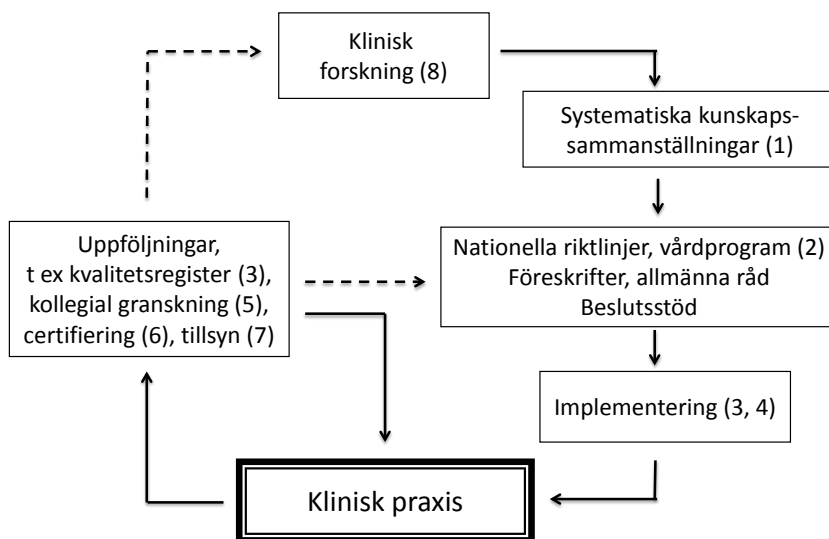 Klinisk
forskning (8)
Systematiska kunskaps-
sammanställningar (1)
Uppföljningar,
t ex kvalitetsregister (3),
kollegial granskning (5),
certifiering (6), tillsyn (7)
Nationella riktlinjer, vårdprogram (2)
Föreskrifter, allmänna råd
Beslutsstöd
Implementering (3, 4)
Klinisk praxis